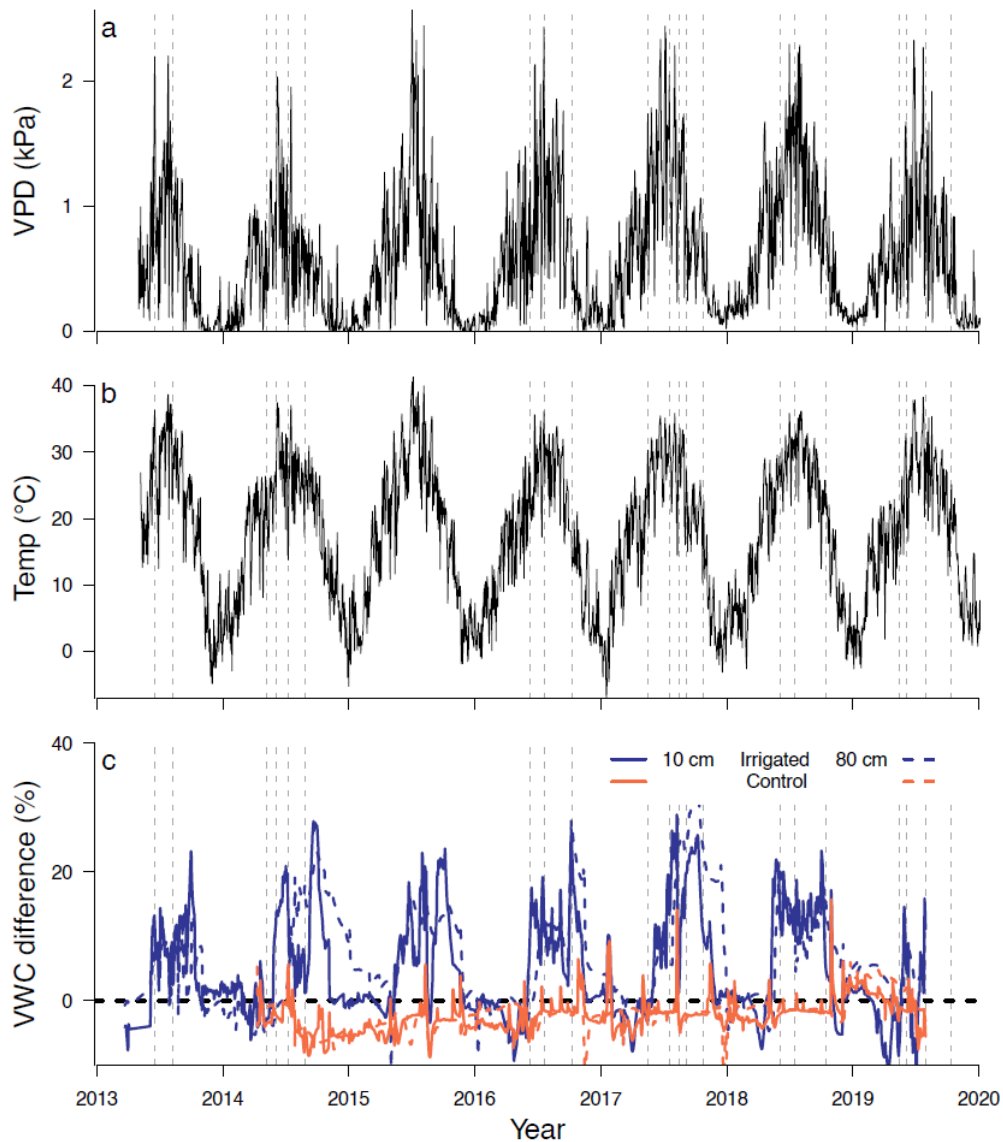 a
VPD (kPa)
2
1
0
b
Temp (°C)
40
30
20
10
0
c
VWC difference (%)
40
20
0
10 cm Irrigated 80 cm
Control
2013 2014 2015 2016 2017 2018 2019 2020
Year